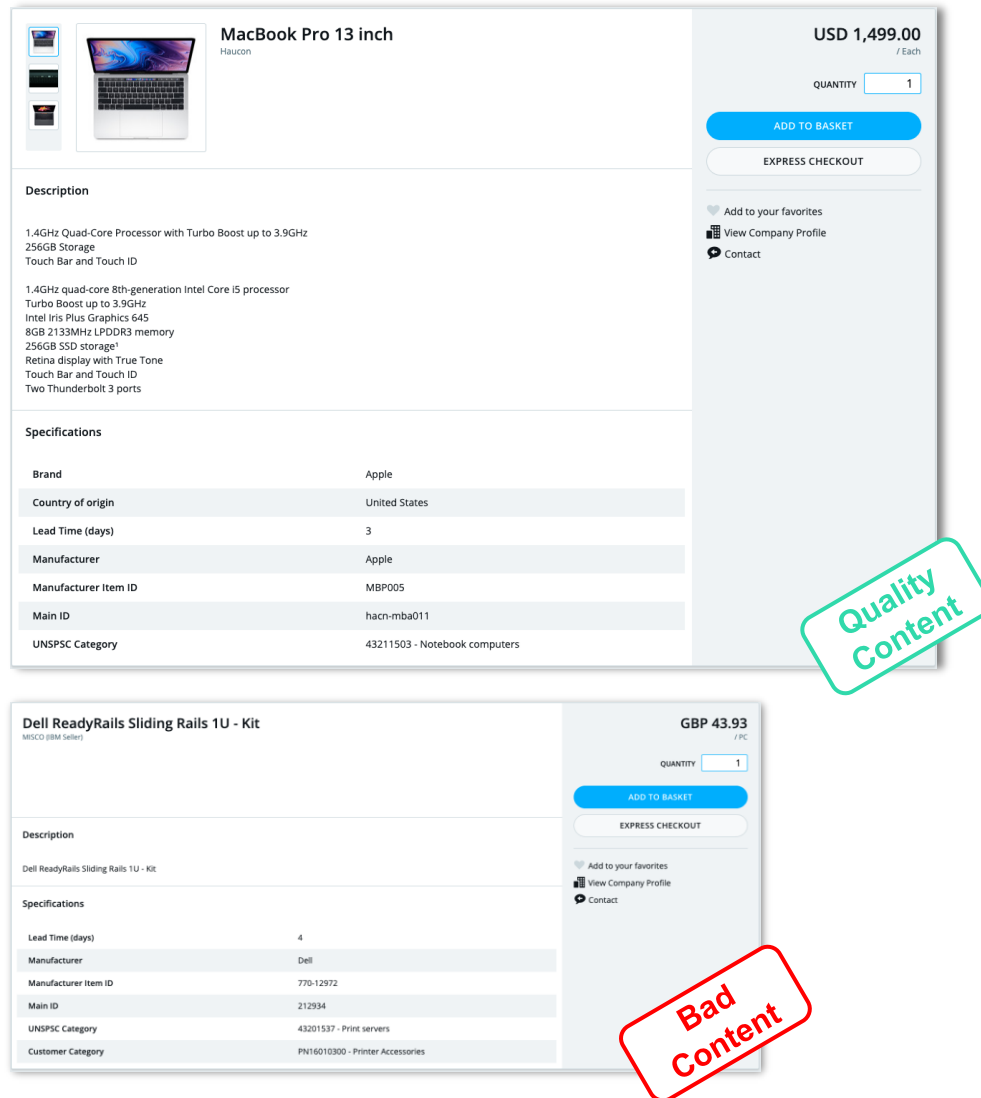 MacBook Pro 13 inch
Haucon
USD 1,499.00
/ Each
QUANTITY 1
ADD TO BASKET
EXPRESS CHECKOUT
Add to your favorites
View Company Profile
Contact
Description
1.4GHz Quad-Core Processor with Turbo Boost up to 3.9GHz
256GB Storage
Touch Bar and Touch ID
1.4GHz quad-core 8th-generation Intel Core i5 processor
Turbo Boost up to 3.9GHz
Intel Iris Plus Graphics 645
8GB 2133MHz LPDDR3 memory
256GB SSD storage¹
Retina display with True Tone
Touch Bar and Touch ID
Two Thunderbolt 3 ports
Specifications
Brand Apple
Country of origin United States
Lead Time (days) 3
Manufacturer Apple
Manufacturer Item ID MBP005
Main ID hacn-mba011
UNSPSC Category 43211503 - Notebook computers
Quality
Content
Dell ReadyRails Sliding Rails 1U - Kit
MISCO (IBM Seller)
GBP 43.93
/ PC
QUANTITY 1
ADD TO BASKET
EXPRESS CHECKOUT
Add to your favorites
View Company Profile
Contact
Description
Dell ReadyRails Sliding Rails 1U - Kit
Specifications
Lead Time (days) 4
Manufacturer Dell
Manufacturer Item ID 770-12972
Main ID 212934
UNSPSC Category 43201537 - Print servers
Customer Category PN16010300 - Printer Accessories
Bad
Content